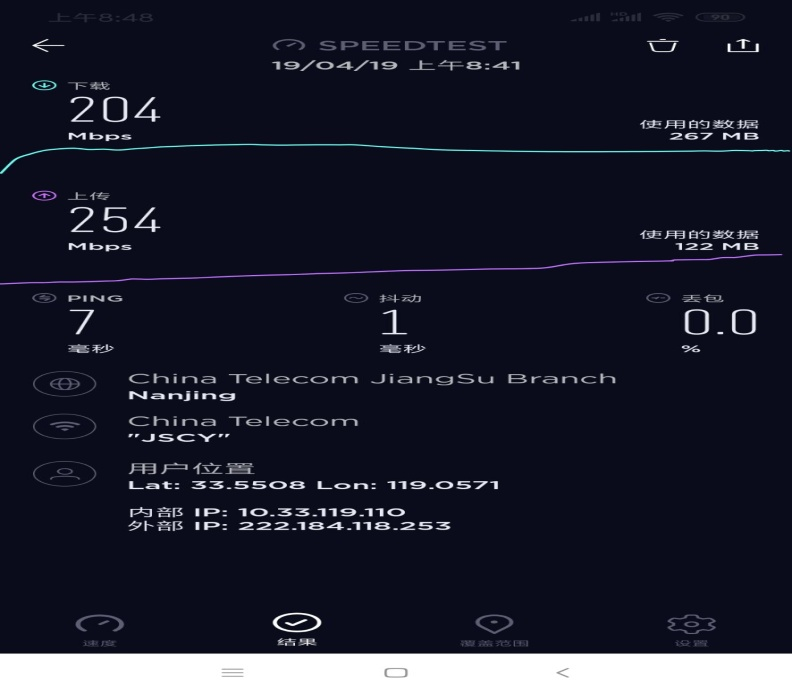 上午8:48
HD
90
SPEEDTEST
19/04/19 上午8:41
下载
204
Mbps
使用的数据
267 MB
上传
254
Mbps
使用的数据
122 MB
PING
7
毫秒
抖动
1
毫秒
丢包
0.0
%
China Telecom JiangSu Branch
Nanjing
China Telecom
"JSCY"
用户位置
Lat: 33.5508 Lon: 119.0571
内部 IP: 10.33.119.110
外部 IP: 222.184.118.253
速度
结果
覆盖范围
设置